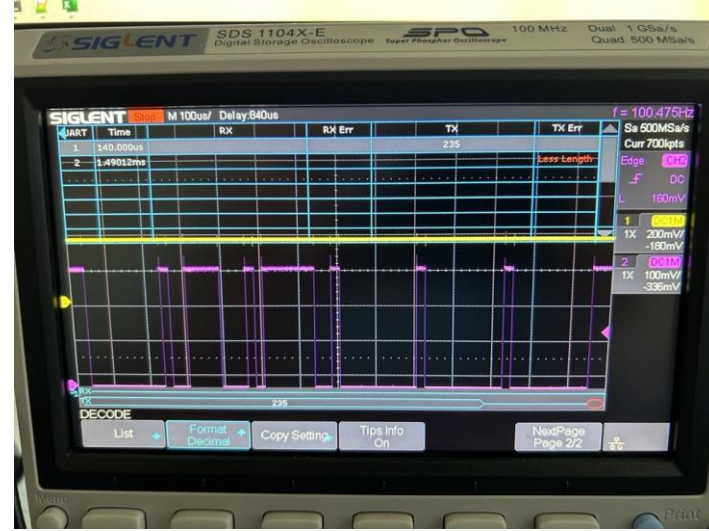 SIGLENT SDS 1104X-E SPO 100 MHz Dual 1 GSa/s
Digital Storage Oscilloscope Super Phosphor Oscilloscope Quad 500 MSa/s
SIGLENT Stop M 100us/ Delay:840us f = 100.475Hz
UART Time RX RX Err TX TX Err Sa 500MSa/s
1 140.000us 235 Curr 700kpts
2 1.49012ms Less Length Edge CH2
DC
L 160mV
1 DC1M
1X 200mV/
-180mV
2 DC1M
1X 100mV/
-336mV
RX
TX 235
DECODE
List Format Decimal Copy Setting Tips Info On NextPage Page 2/2
Menu Print